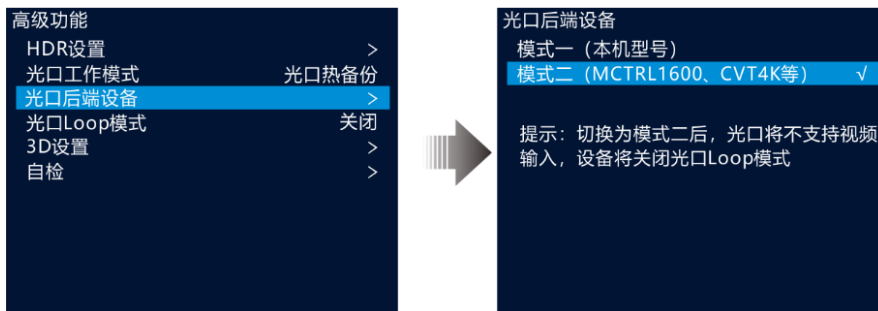 高级功能
HDR设置 >
光口工作模式 光口热备份
光口后端设备 >
光口Loop模式 关闭
3D设置 >
自检 >
光口后端设备
模式一（本机型号）
模式二（MCTRL1600、CVT4K等） √
提示：切换为模式二后，光口将不支持视频
输入，设备将关闭光口Loop模式